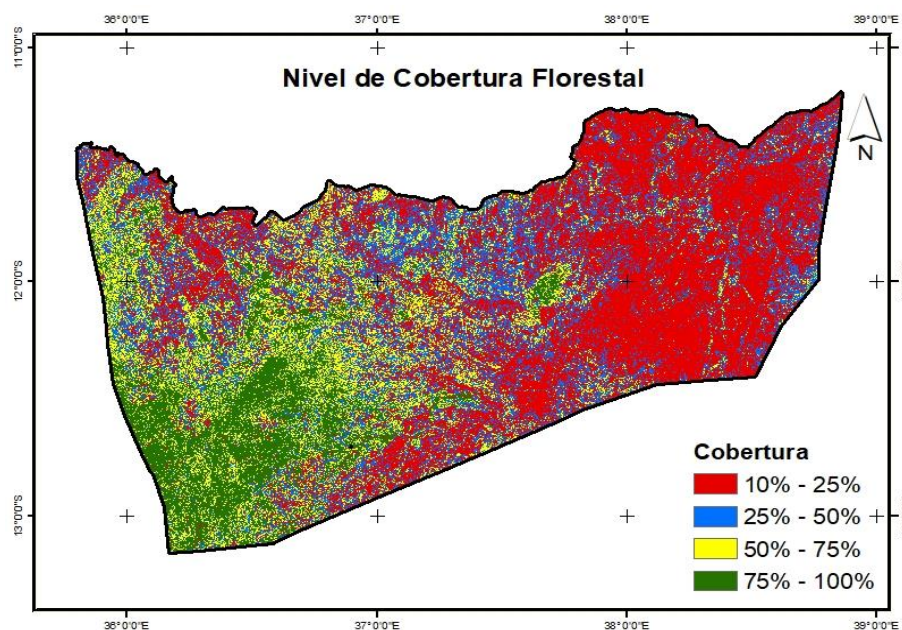 36°0'0"E 37°0'0"E 38°0'0"E 39°0'0"E
11°0'0"S
Nivel de Cobertura Florestal
N
12°0'0"S
Cobertura
10% - 25%
25% - 50%
50% - 75%
75% - 100%
13°0'0"S
36°0'0"E 37°0'0"E 38°0'0"E 39°0'0"E